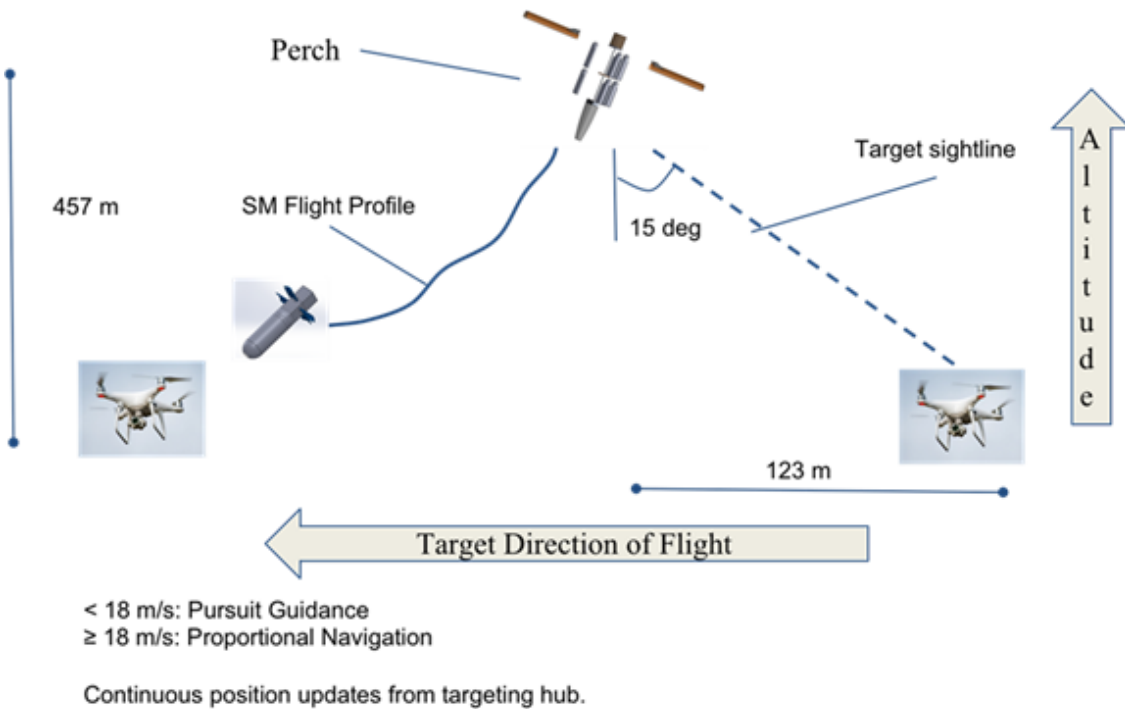 Perch
Target sightline
457 m
SM Flight Profile
15 deg
Altitude
123 m
Target Direction of Flight
< 18 m/s: Pursuit Guidance
≥ 18 m/s: Proportional Navigation
Continuous position updates from targeting hub.